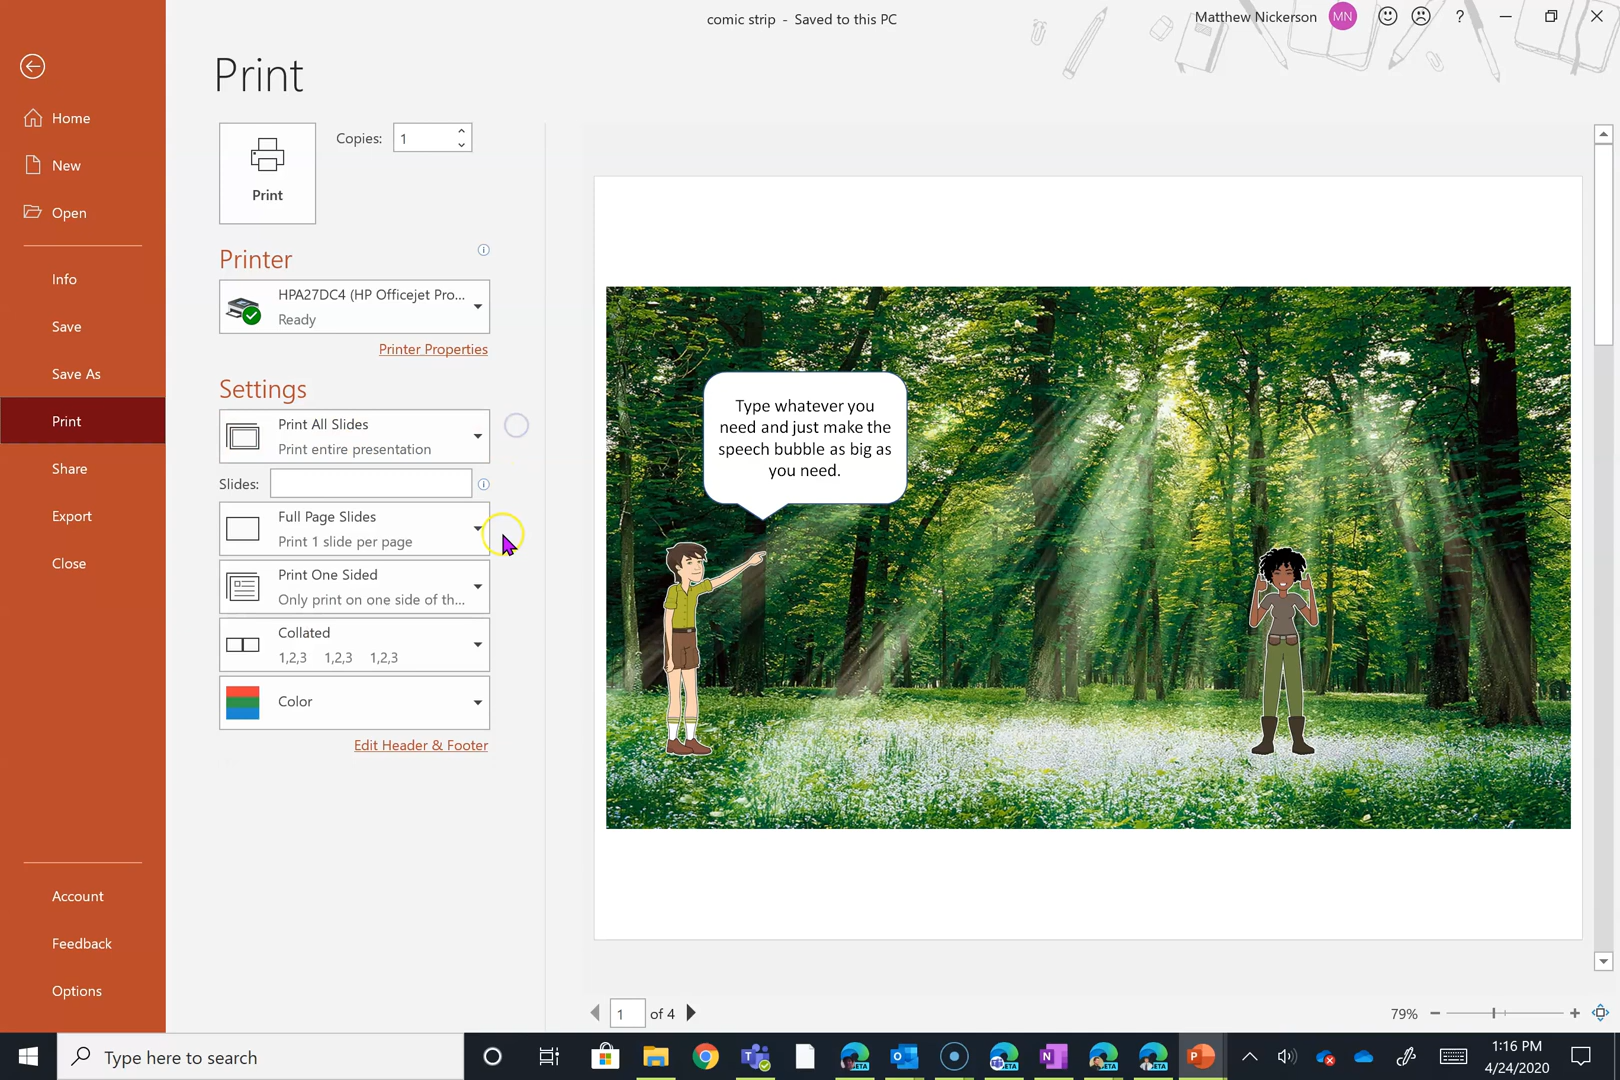 comic strip - Saved to this PC
Matthew Nickerson
MN
?
Print
Home
New
Open
Info
Save
Save As
Print
Share
Export
Close
Account
Feedback
Options
Print
Copies: 1
Printer
HPA27DC4 (HP Officejet Pro...
Ready
Printer Properties
Settings
Print All Slides
Print entire presentation
Slides:
Full Page Slides
Print 1 slide per page
Print One Sided
Only print on one side of th...
Collated
1,2,3 1,2,3 1,2,3
Color
Edit Header & Footer
Type whatever you
need and just make the
speech bubble as big as
you need.
1 of 4
79%
Type here to search
BETA
BETA
BETA
BETA
1:16 PM
4/24/2020